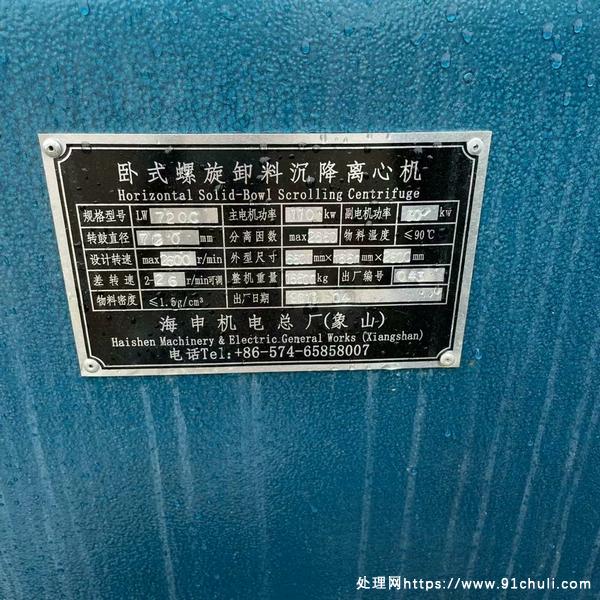 卧式螺旋卸料沉降离心机
Horizontal Solid-Bowl Scrolling Centrifuge
规格型号 LW 720C 主电机功率 kw 副电机功率 kw
转鼓直径 720 mm 分离因数 max 物料温度 ≤90℃
设计转速 max2600r/min 外型尺寸 mm× mm× mm
差转速 2-26r/min可调 整机重量 kg 出厂编号
物料密度 ≤1.5g/cm³ 出厂日期
海申机电总厂(象山)
Haishen Machinery & Electric General Works (Xiangshan)
电话Tel:+86-574-65858007
处理网https://www.91chuli.com/